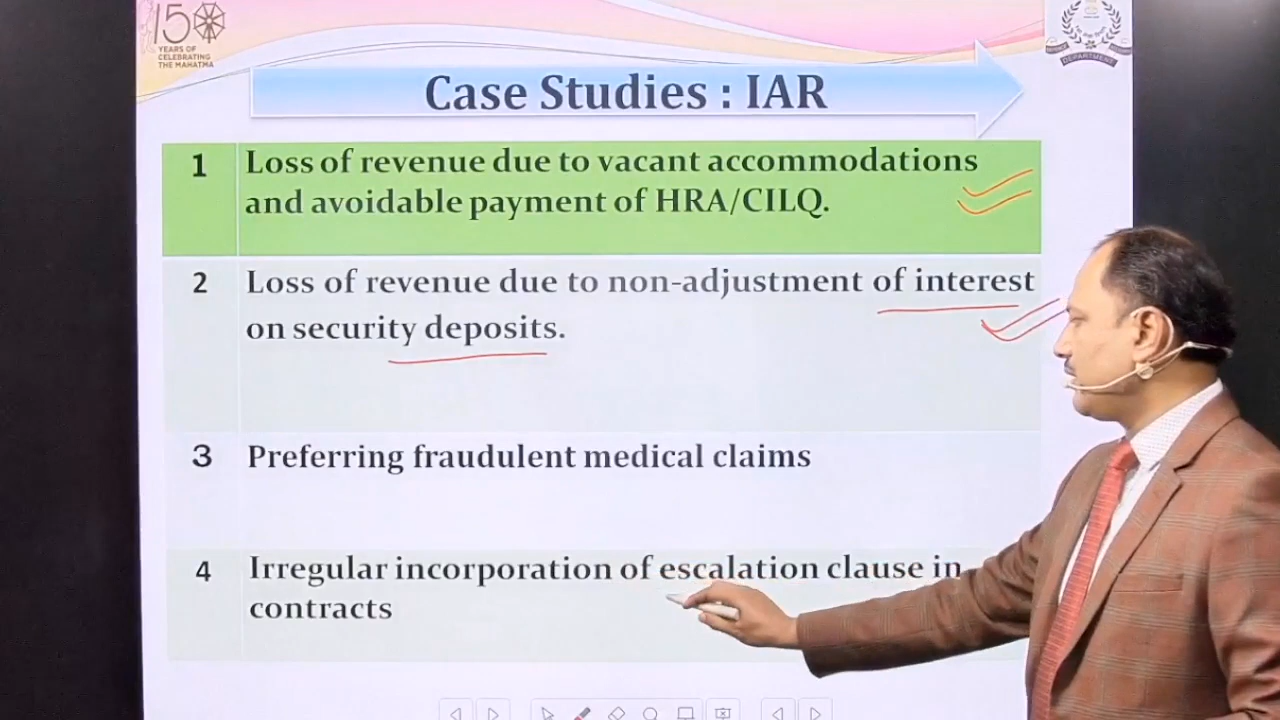 150
YEARS OF
CELEBRATING
THE MAHATMA
DEPARTMENT
Case Studies : IAR
1 Loss of revenue due to vacant accommodations
and avoidable payment of HRA/CILQ.
2 Loss of revenue due to non-adjustment of interest
on security deposits.
3 Preferring fraudulent medical claims
4 Irregular incorporation of escalation clause in
contracts